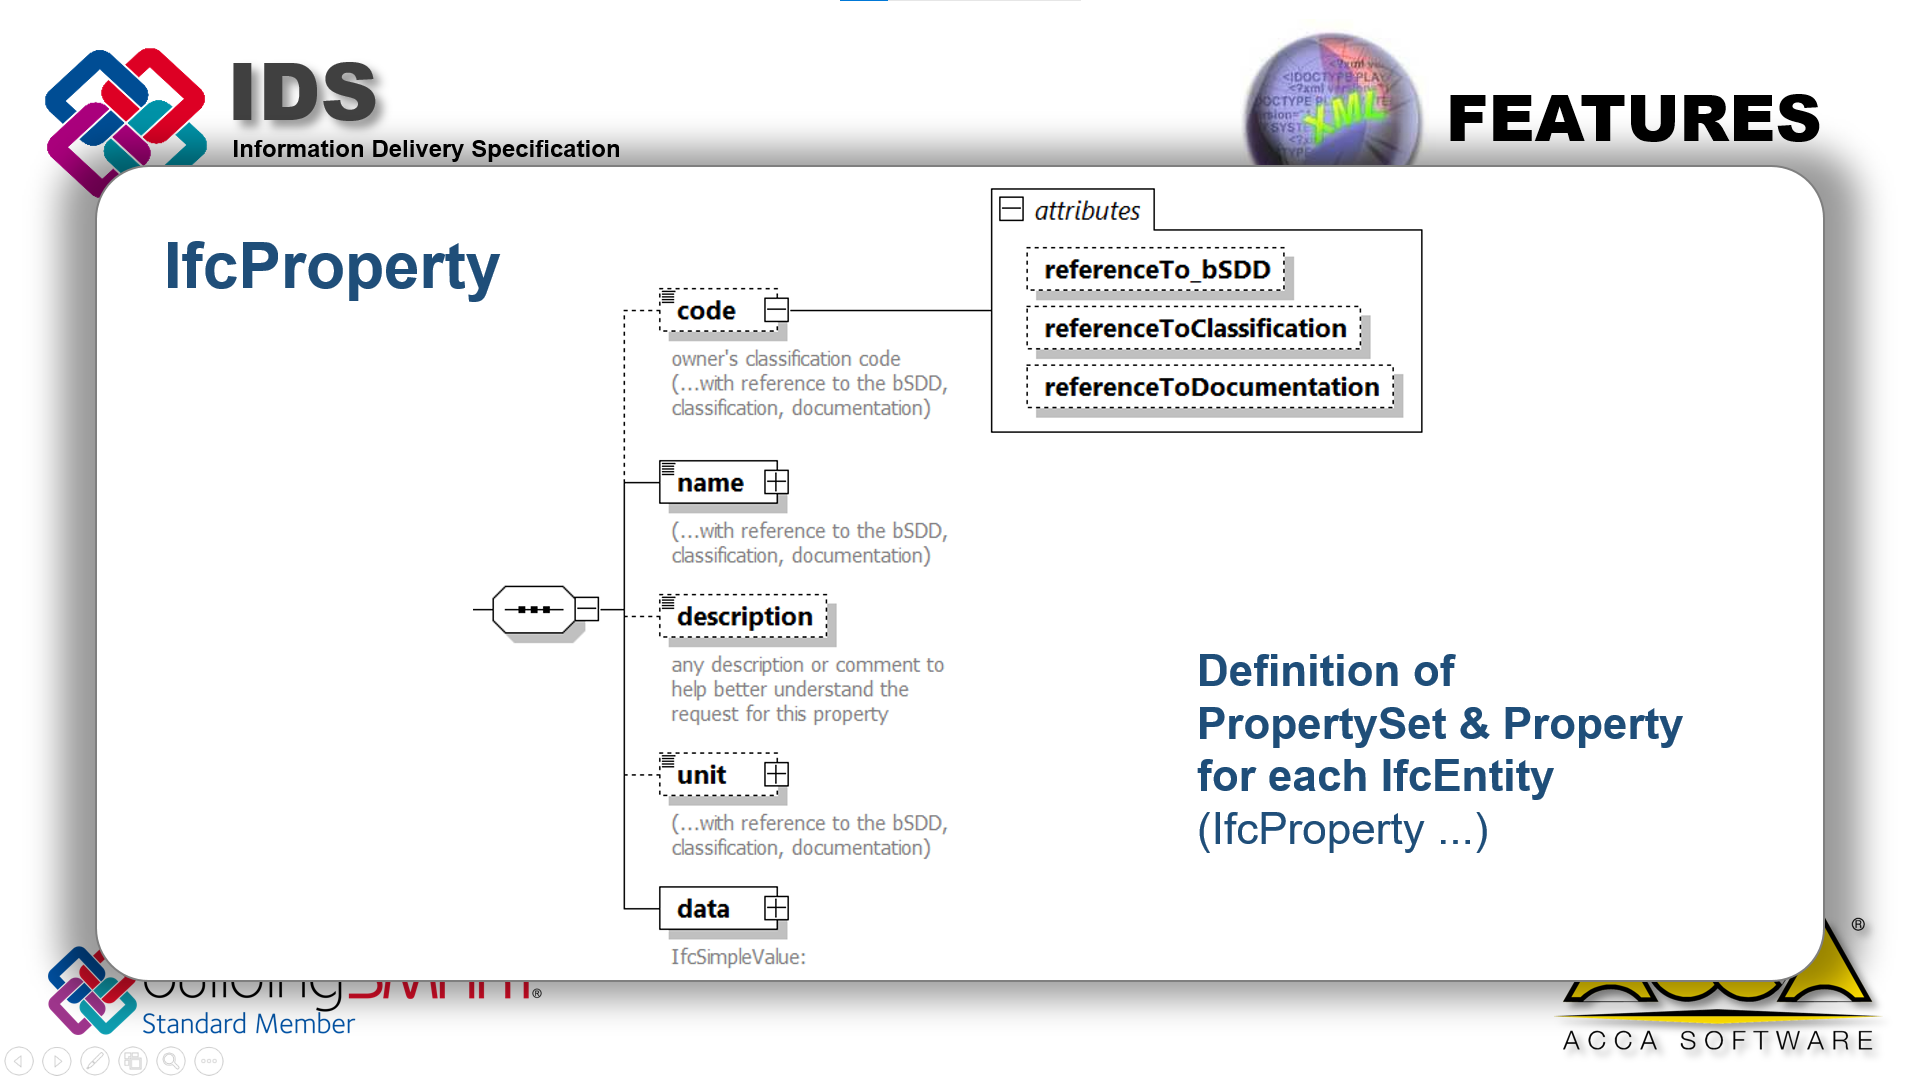 IDS
Information Delivery Specification
XML
FEATURES
IfcProperty
attributes
referenceTo_bSDD
referenceToClassification
referenceToDocumentation
code
owner's classification code
(...with reference to the bSDD,
classification, documentation)
name
(...with reference to the bSDD,
classification, documentation)
description
any description or comment to
help better understand the
request for this property
unit
(...with reference to the bSDD,
classification, documentation)
data
IfcSimpleValue:
Definition of
PropertySet & Property
for each IfcEntity
(IfcProperty ...)
buildingSMART®
Standard Member
ACCA®
ACCA SOFTWARE